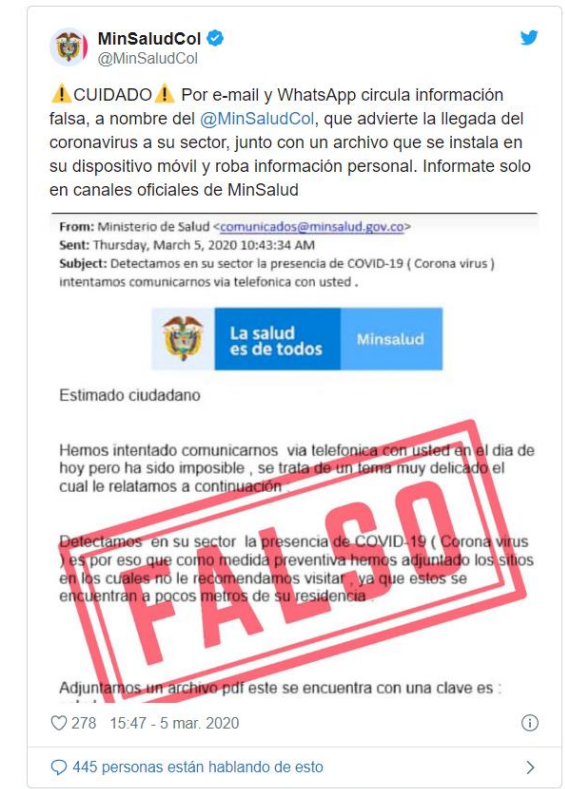 MinSaludCol
@MinSaludCol
⚠CUIDADO⚠ Por e-mail y WhatsApp circula información
falsa, a nombre del @MinSaludCol, que advierte la llegada del
coronavirus a su sector, junto con un archivo que se instala en
su dispositivo móvil y roba información personal. Informate solo
en canales oficiales de MinSalud
From: Ministerio de Salud <comunicados@minsalud.gov.co>
Sent: Thursday, March 5, 2020 10:43:34 AM
Subject: Detectamos en su sector la presencia de COVID-19 ( Corona virus )
intentamos comunicarnos via telefonica con usted .
La salud
es de todos
Minsalud
Estimado ciudadano
Hemos intentado comunicarnos via telefonica con usted en el dia de
hoy pero ha sido imposible , se trata de un tema muy delicado el
cual le relatamos a continuación .
Detectamos en su sector la presencia de COVID-19 ( Corona virus
) es por eso que como medida preventiva hemos adjuntado los sitios
en los cuales no le recomendamos visitar , ya que estos se
encuentran a pocos metros de su residencia .
FALSO
Adjuntamos un archivo pdf este se encuentra con una clave es :
278 15:47 - 5 mar. 2020
445 personas están hablando de esto